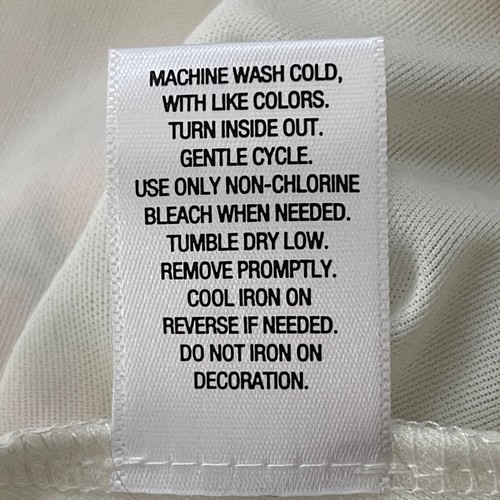 MACHINE WASH COLD,
WITH LIKE COLORS.
TURN INSIDE OUT.
GENTLE CYCLE.
USE ONLY NON-CHLORINE
BLEACH WHEN NEEDED.
TUMBLE DRY LOW.
REMOVE PROMPTLY.
COOL IRON ON
REVERSE IF NEEDED.
DO NOT IRON ON
DECORATION.